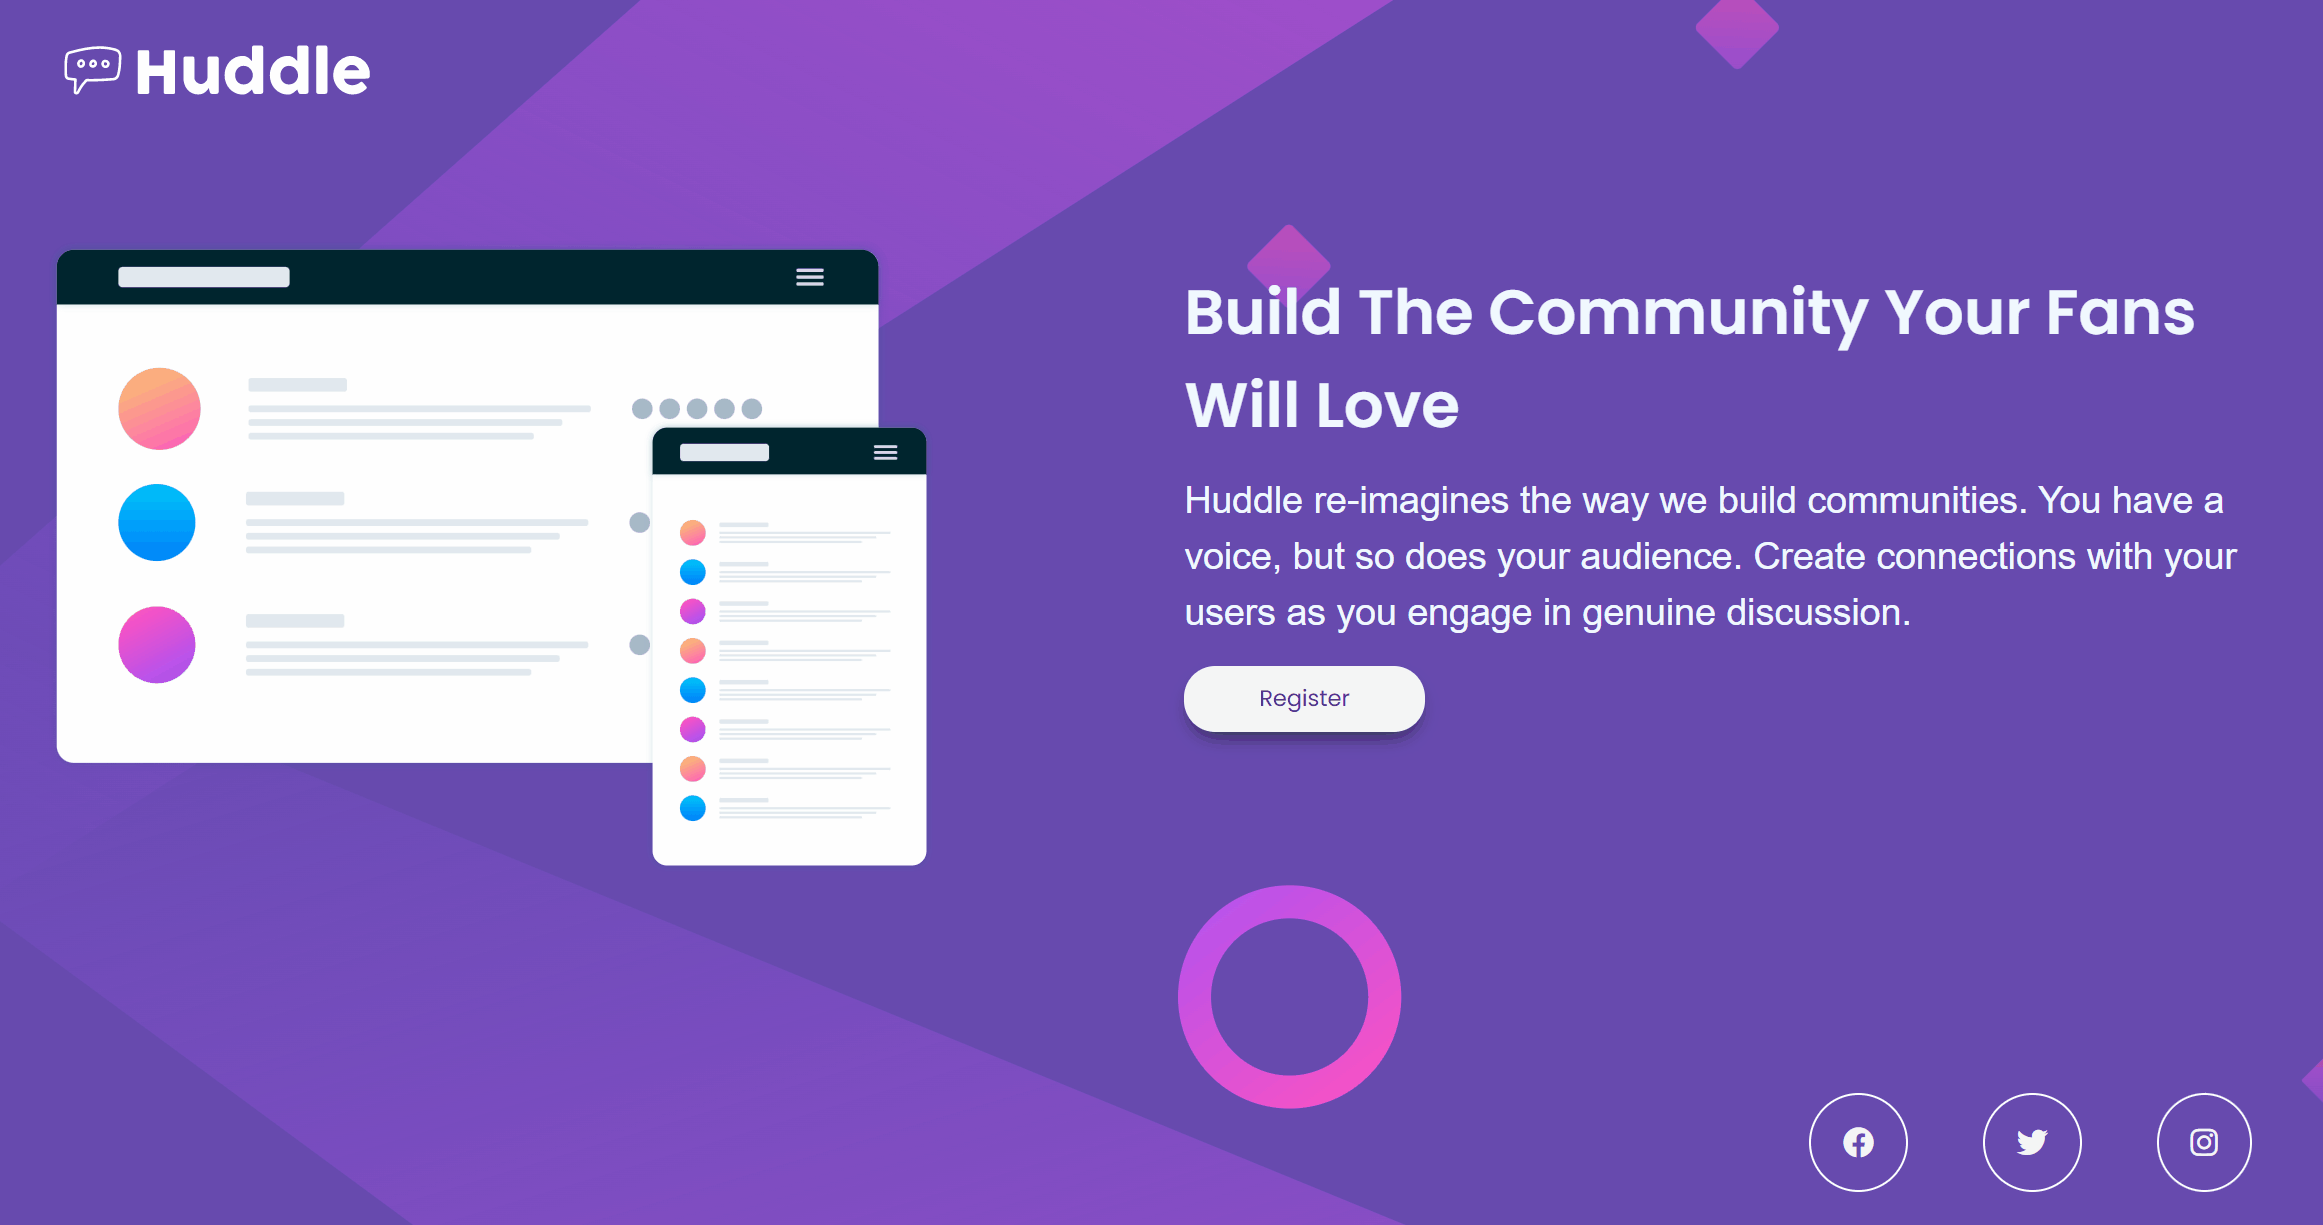 Huddle
Build The Community Your Fans
Will Love
Huddle re-imagines the way we build communities. You have a
voice, but so does your audience. Create connections with your
users as you engage in genuine discussion.
Register